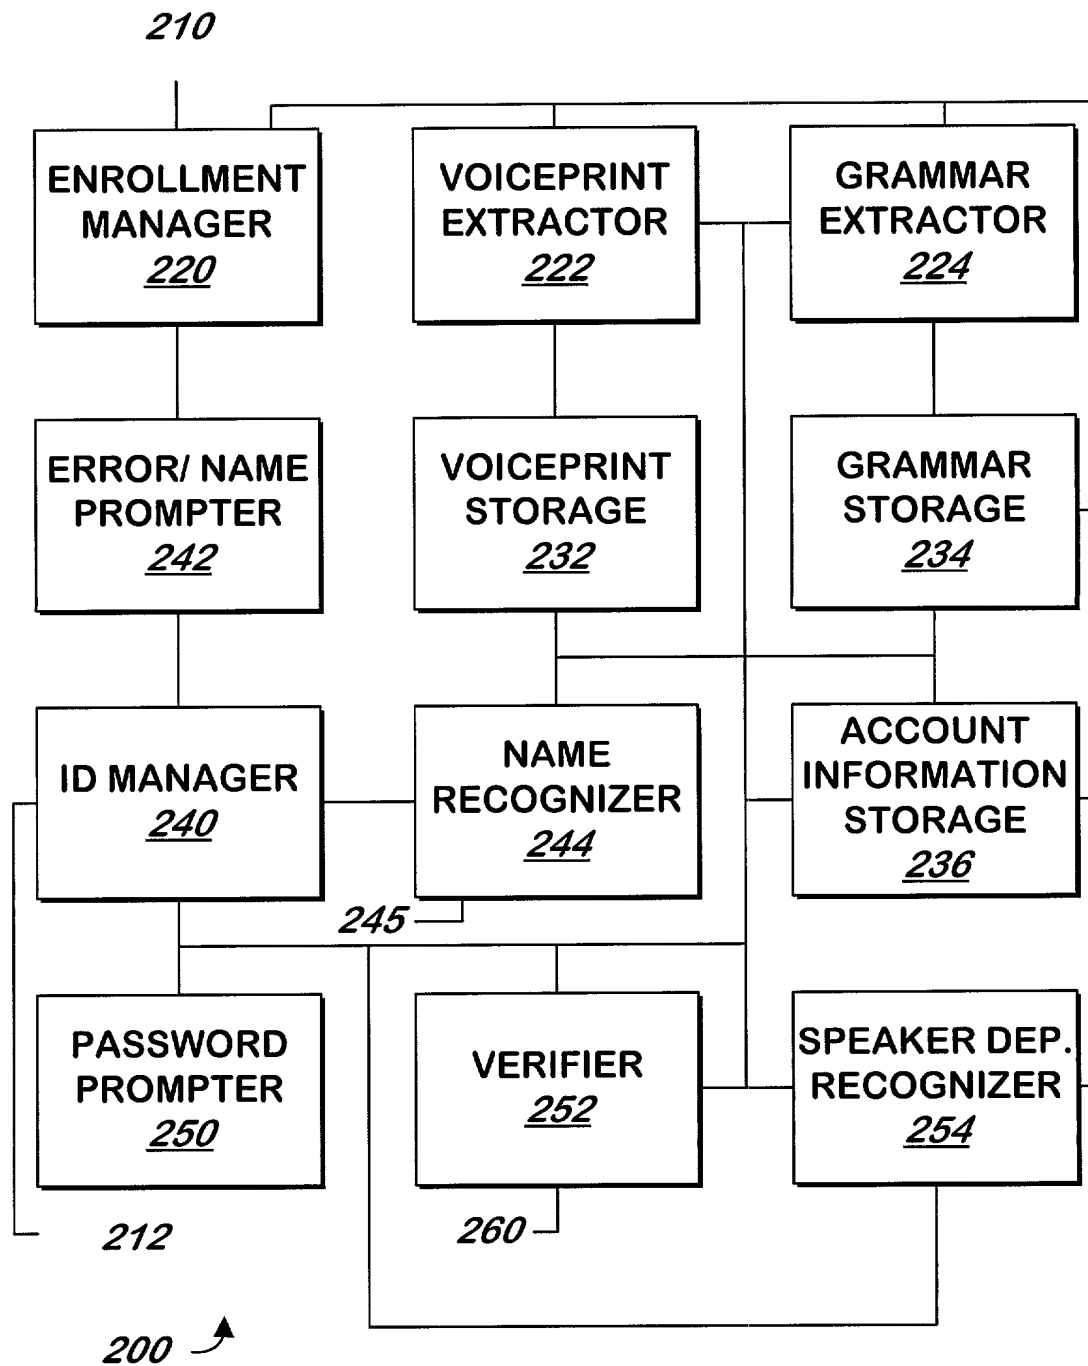 210
ENROLLMENT
MANAGER
220
VOICEPRINT
EXTRACTOR
222
GRAMMAR
EXTRACTOR
224
ERROR/ NAME
PROMPTER
242
VOICEPRINT
STORAGE
232
GRAMMAR
STORAGE
234
ID MANAGER
240
NAME
RECOGNIZER
244
ACCOUNT
INFORMATION
STORAGE
236
245
PASSWORD
PROMPTER
250
VERIFIER
252
SPEAKER DEP.
RECOGNIZER
254
212
260
200